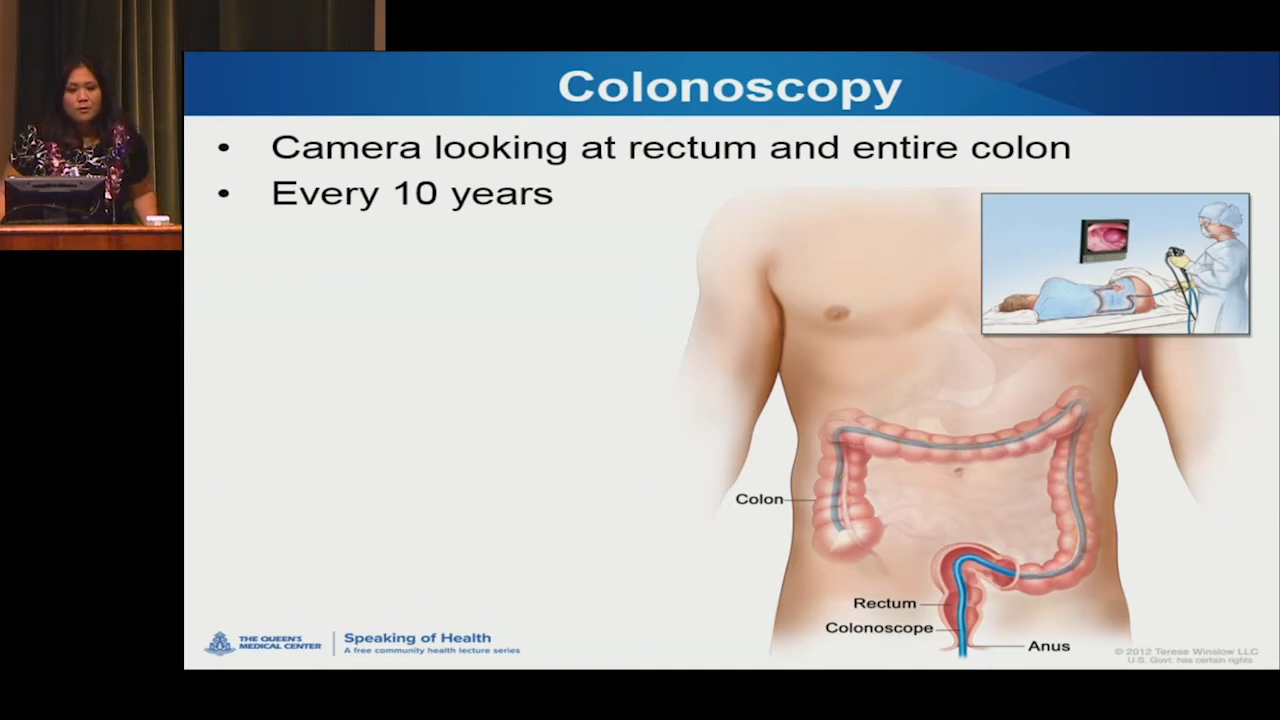 Colonoscopy
• Camera looking at rectum and entire colon
• Every 10 years
Colon
Rectum
Colonoscope
Anus
THE QUEEN'S
MEDICAL CENTER
Speaking of Health
A free community health lecture series
© 2012 Terese Winslow LLC
U.S. Govt. has certain rights